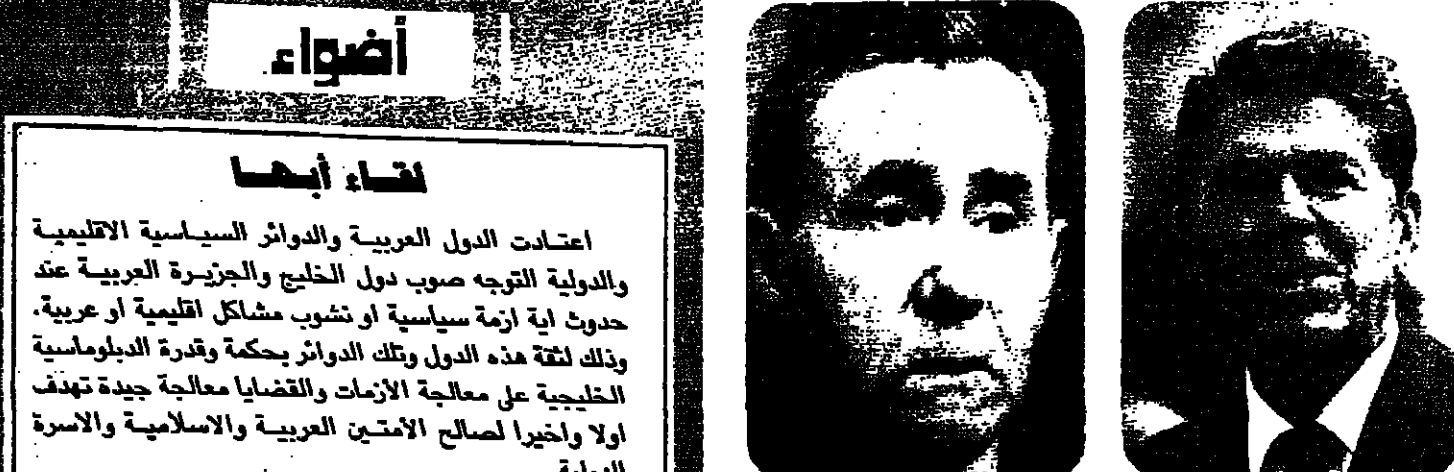 أضواء
لقاء أبها
اعتادت الدول العربية والدوائر السياسية الاقليمية
والدولية التوجه صوب دول الخليج والجزيرة العربية عند
حدوث اية ازمة سياسية او نشوب مشاكل اقليمية او عربية.
وذلك لثقة هذه الدول وتلك الدوائر بحكمة وقدرة الدبلوماسية
الخليجية على معالجة الأزمات والقضايا معالجة جيدة تهدف
اولا واخيرا لصالح الأمتين العربية والاسلامية والاسرة
الدولية